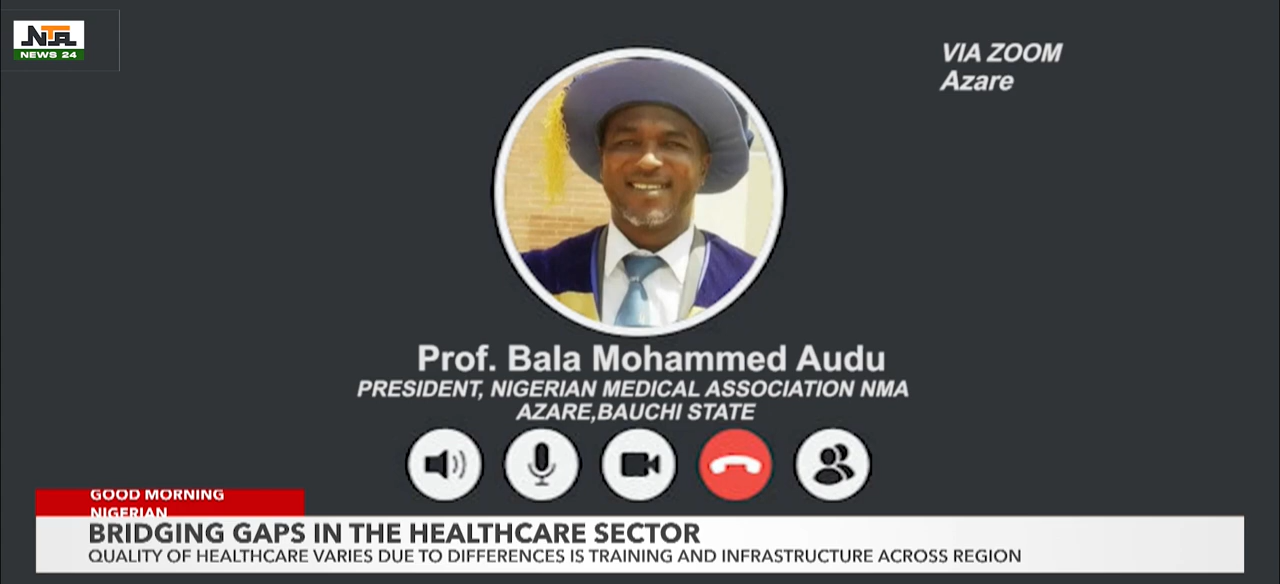 NTA
NEWS 24
VIA ZOOM
Azare
Prof. Bala Mohammed Audu
PRESIDENT, NIGERIAN MEDICAL ASSOCIATION NMA
AZARE,BAUCHI STATE
GOOD MORNING
NIGERIAN
BRIDGING GAPS IN THE HEALTHCARE SECTOR
QUALITY OF HEALTHCARE VARIES DUE TO DIFFERENCES IS TRAINING AND INFRASTRUCTURE ACROSS REGION